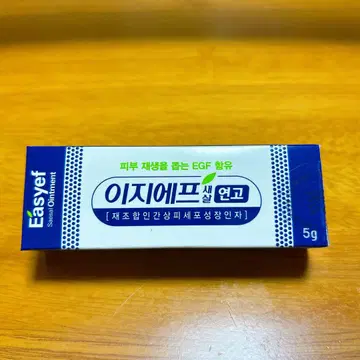 Easyef
Saesal Ointment
피부 재생을 돕는 EGF 함유
이지에프 새살 연고
[재조합인간상피세포성장인자]
5g